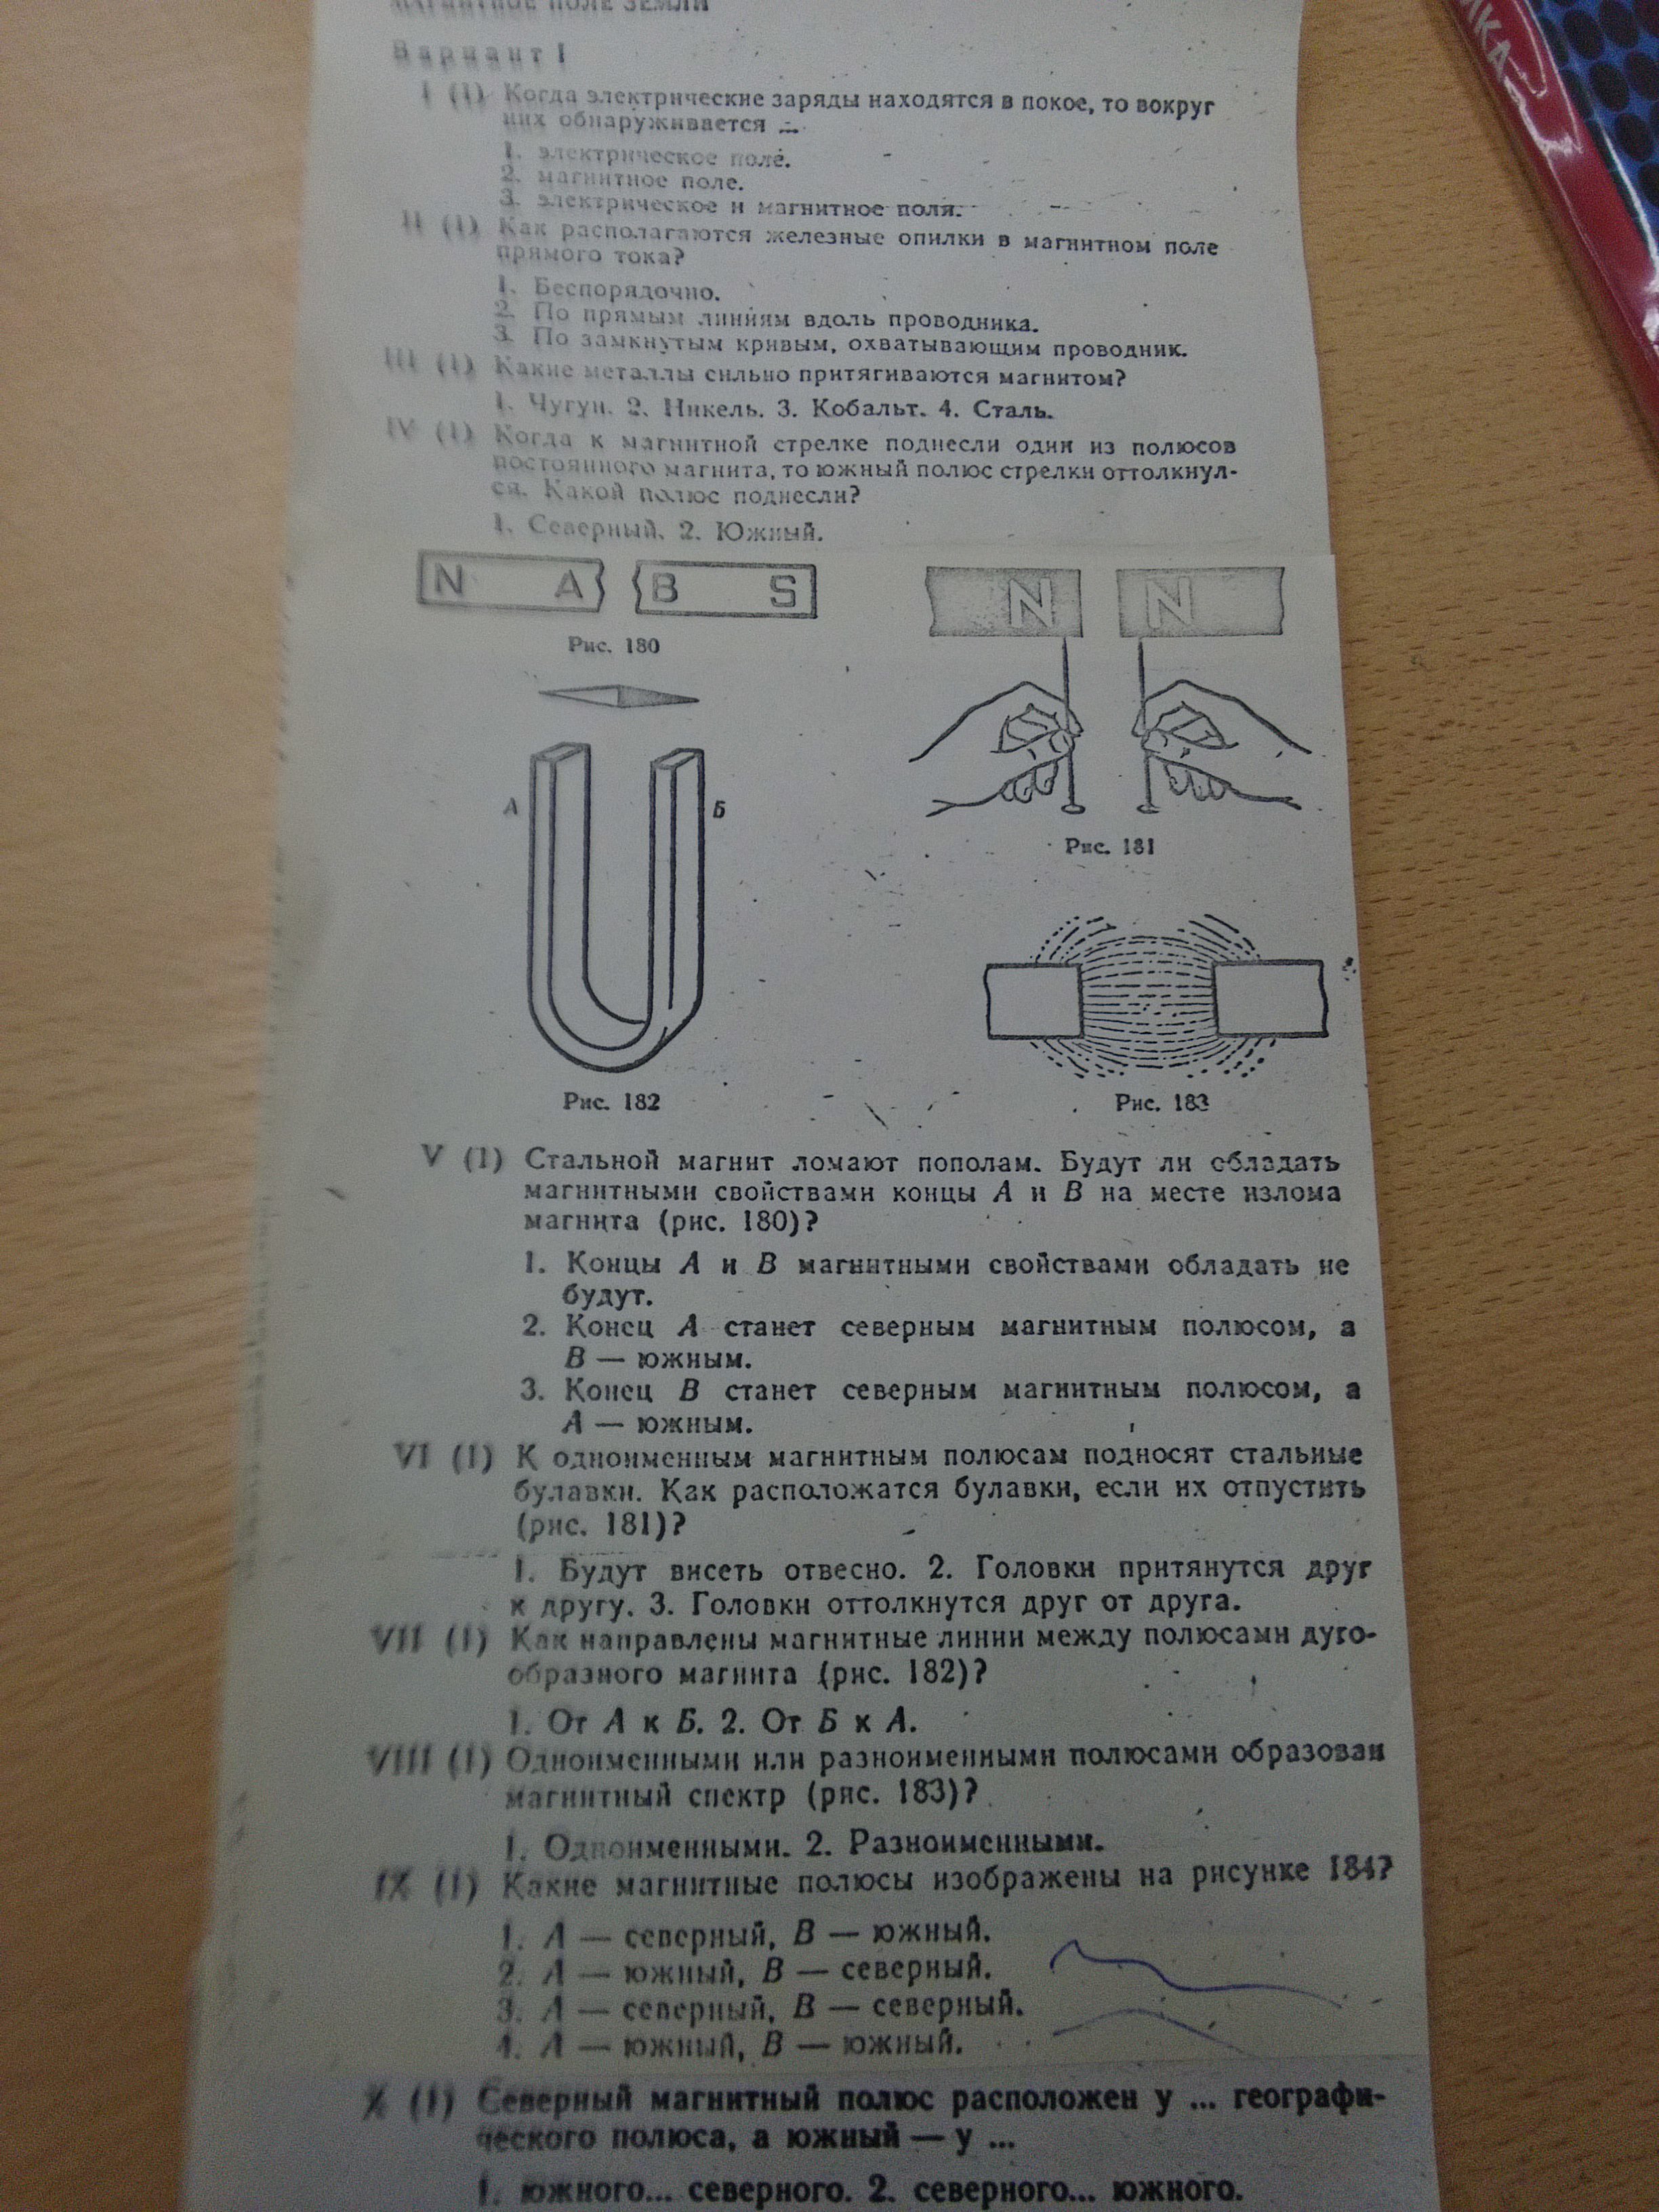 МАГНИТНОЕ ПОЛЕ ЗЕМЛИ
Вариант I
I (1) Когда электрические заряды находятся в покое, то вокруг
них обнаруживается ...
1. электрическое поле.
2. магнитное поле.
3. электрическое и магнитное поля.
II (1) Как располагаются железные опилки в магнитном поле
прямого тока?
1. Беспорядочно.
2. По прямым линиям вдоль проводника.
3. По замкнутым кривым, охватывающим проводник.
III (1) Какие металлы сильно притягиваются магнитом?
1. Чугун. 2. Никель. 3. Кобальт. 4. Сталь.
IV (1) Когда к магнитной стрелке поднесли один из полюсов
постоянного магнита, то южный полюс стрелки оттолкнул-
ся. Какой полюс поднесли?
1. Северный. 2. Южный.
N A B S
N N
Рис. 180
А Б
Рис. 181
Рис. 182
Рис. 183
V (1) Стальной магнит ломают пополам. Будут ли обладать
магнитными свойствами концы А и В на месте излома
магнита (рис. 180)?
1. Концы А и В магнитными свойствами обладать не
будут.
2. Конец А станет северным магнитным полюсом, а
В — южным.
3. Конец В станет северным магнитным полюсом, а
А — южным.
VI (1) К одноименным магнитным полюсам подносят стальные
булавки. Как расположатся булавки, если их отпустить
(рис. 181)?
1. Будут висеть отвесно. 2. Головки притянутся друг
к другу. 3. Головки оттолкнутся друг от друга.
VII (1) Как направлены магнитные линии между полюсами дуго-
образного магнита (рис. 182)?
1. От А к Б. 2. От Б к А.
VIII (1) Одноименными или разноименными полюсами образован
магнитный спектр (рис. 183)?
1. Одноименными. 2. Разноименными.
IX (1) Какие магнитные полюсы изображены на рисунке 184?
1. А — северный, В — южный.
2. А — южный, В — северный.
3. А — северный, В — северный.
4. А — южный, В — южный.
X (1) Северный магнитный полюс расположен у ... географи-
ческого полюса, а южный — у ...
1. южного... северного. 2. северного... южного.